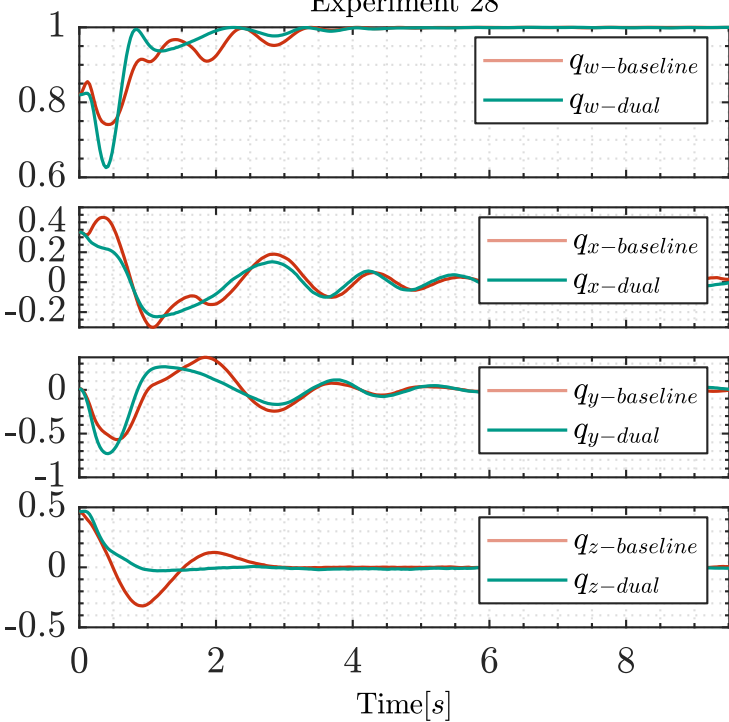 Experiment 28
1
0.8
0.6
q_{w-baseline}
q_{w-dual}
0.4
0.2
0
-0.2
q_{x-baseline}
q_{x-dual}
0
-0.5
-1
q_{y-baseline}
q_{y-dual}
0.5
0
-0.5
q_{z-baseline}
q_{z-dual}
0 2 4 6 8
Time[s]